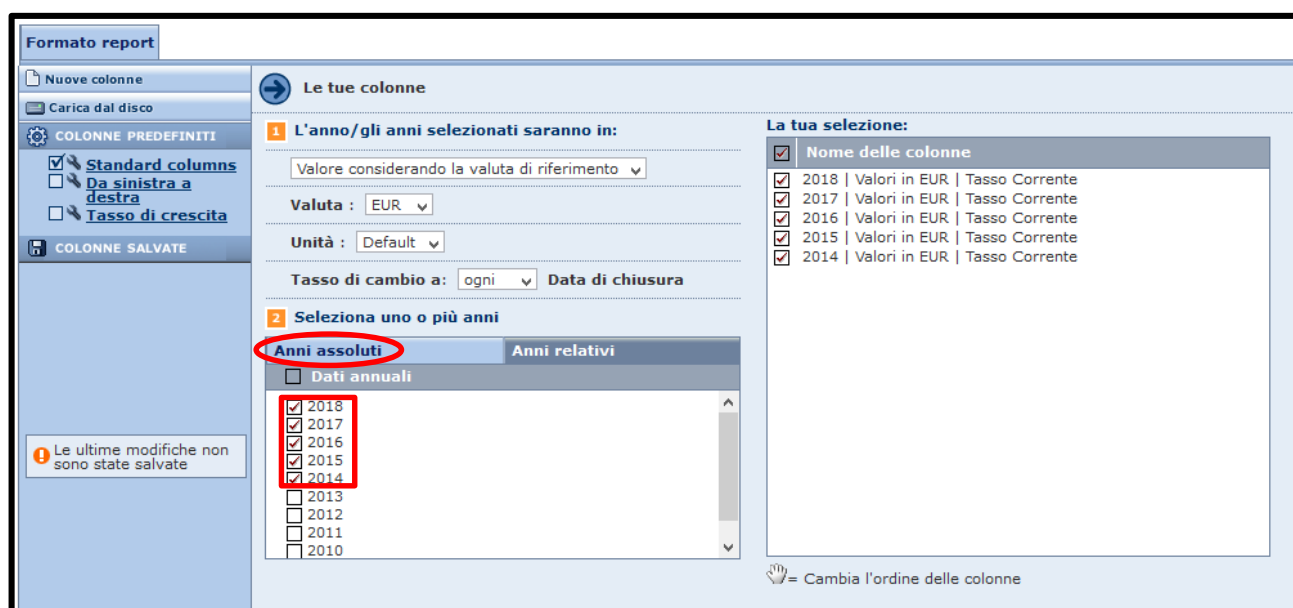 Formato report
Nuove colonne
Carica dal disco
COLONNE PREDEFINITI
Standard columns
Da sinistra a
destra
Tasso di crescita
COLONNE SALVATE
Le ultime modifiche non
sono state salvate
Le tue colonne
1 L'anno/gli anni selezionati saranno in:
Valore considerando la valuta di riferimento
Valuta : EUR
Unità : Default
Tasso di cambio a: ogni Data di chiusura
2 Seleziona uno o più anni
Anni assoluti Anni relativi
Dati annuali
2018
2017
2016
2015
2014
2013
2012
2011
2010
La tua selezione:
Nome delle colonne
2018 | Valori in EUR | Tasso Corrente
2017 | Valori in EUR | Tasso Corrente
2016 | Valori in EUR | Tasso Corrente
2015 | Valori in EUR | Tasso Corrente
2014 | Valori in EUR | Tasso Corrente
= Cambia l'ordine delle colonne